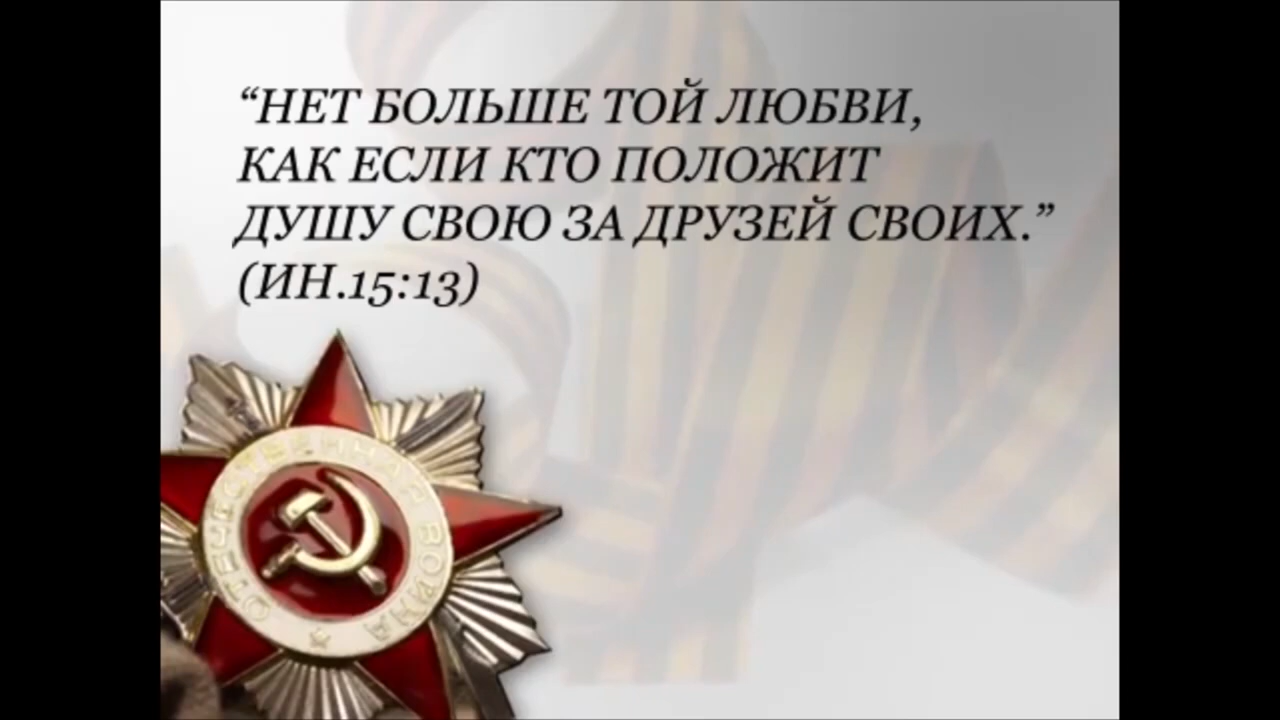 “НЕТ БОЛЬШЕ ТОЙ ЛЮБВИ,
КАК ЕСЛИ КТО ПОЛОЖИТ
ДУШУ СВОЮ ЗА ДРУЗЕЙ СВОИХ.”
(ИН.15:13)
ОТЕЧЕСТВЕННАЯ ВОЙНА